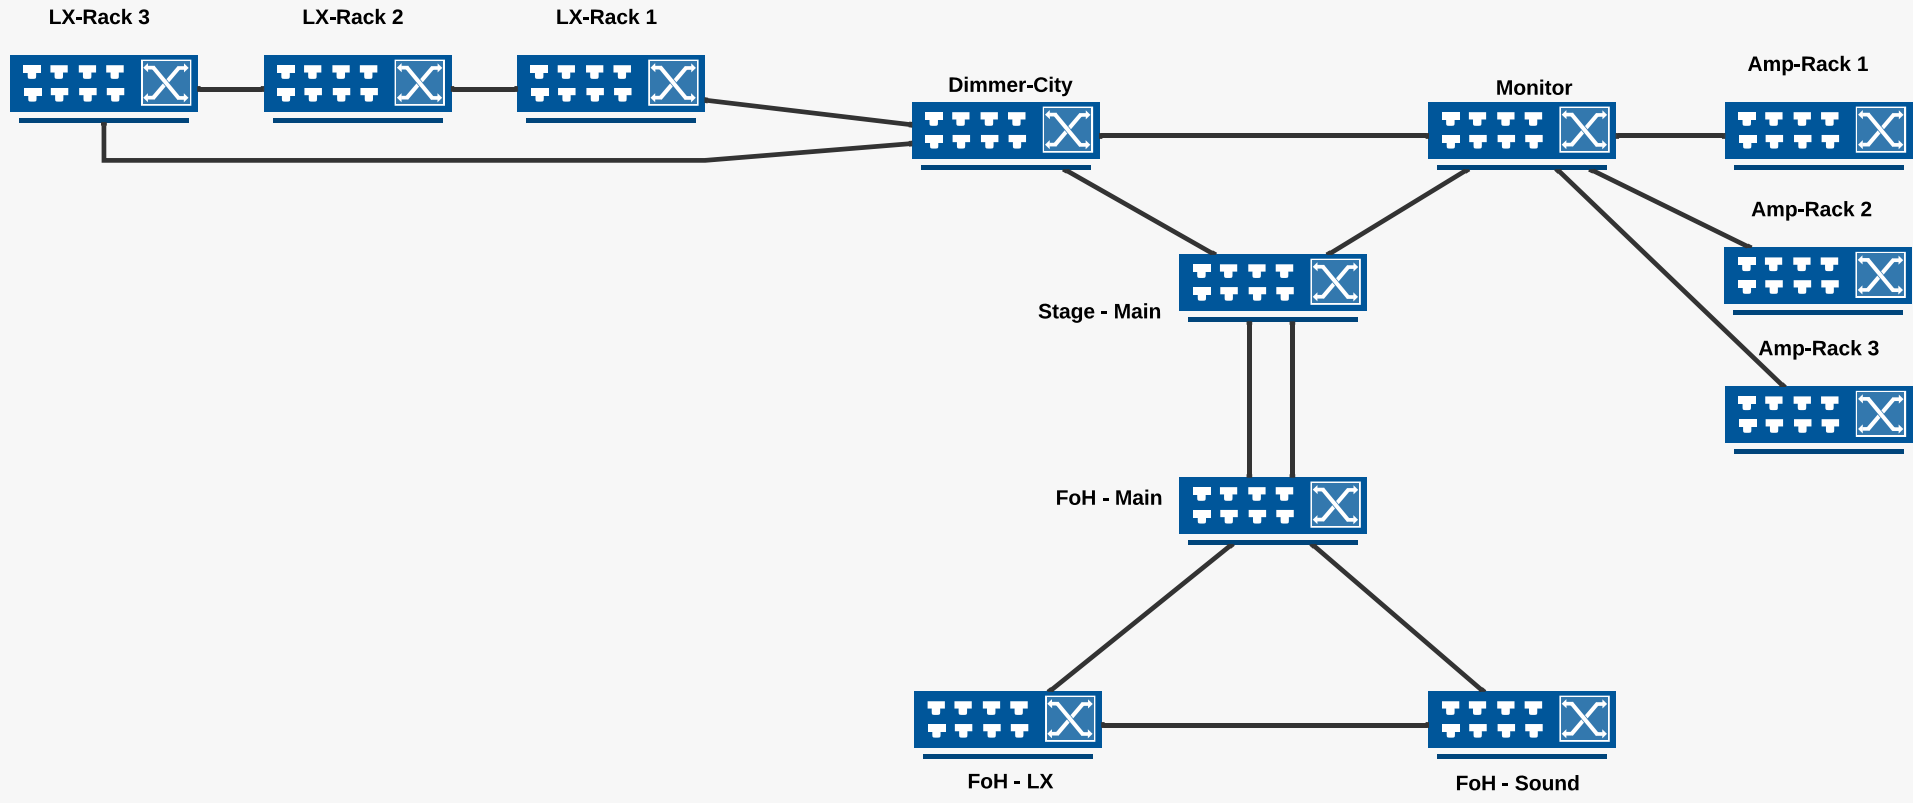 LX-Rack 3
LX-Rack 2
LX-Rack 1
Dimmer-City
Monitor
Amp-Rack 1
Amp-Rack 2
Stage - Main
Amp-Rack 3
FoH - Main
FoH - LX
FoH - Sound